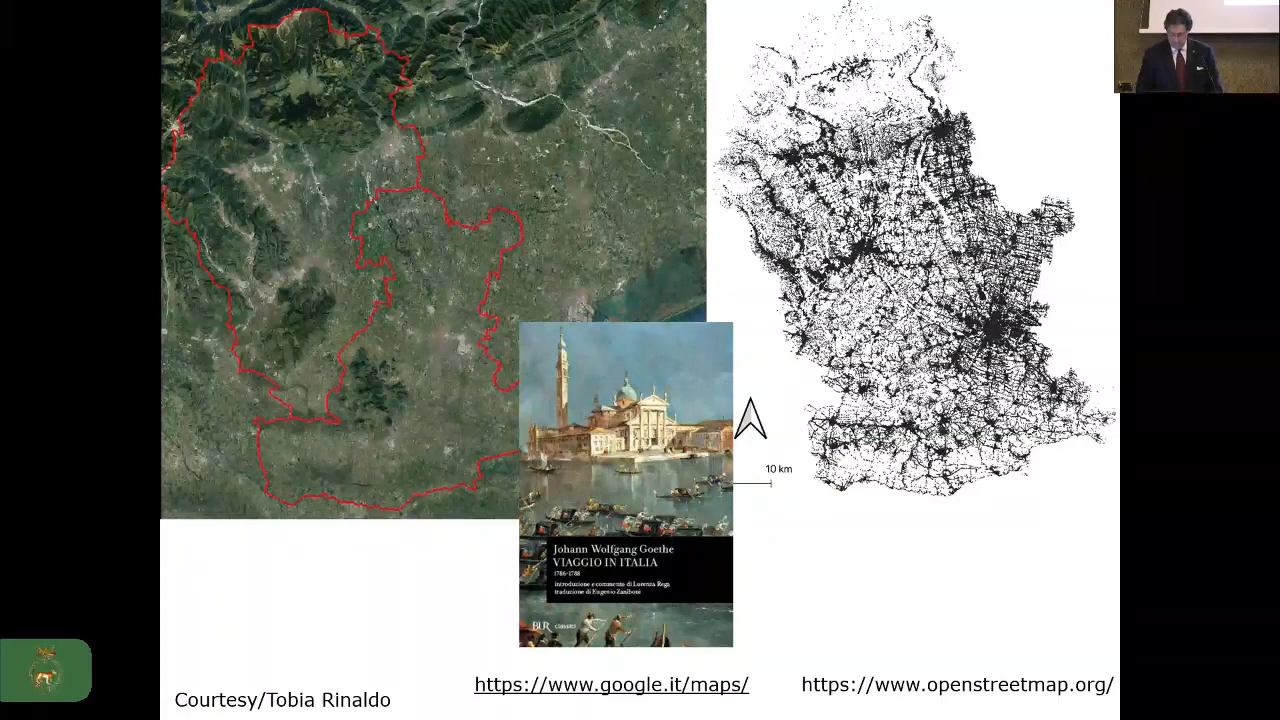 10 km
Johann Wolfgang Goethe
VIAGGIO IN ITALIA
1786-1788
introduzione e commento di Lorenza Rega
traduzione di Eugenio Zaniboni
BUR classici
Courtesy/Tobia Rinaldo
https://www.google.it/maps/
https://www.openstreetmap.org/